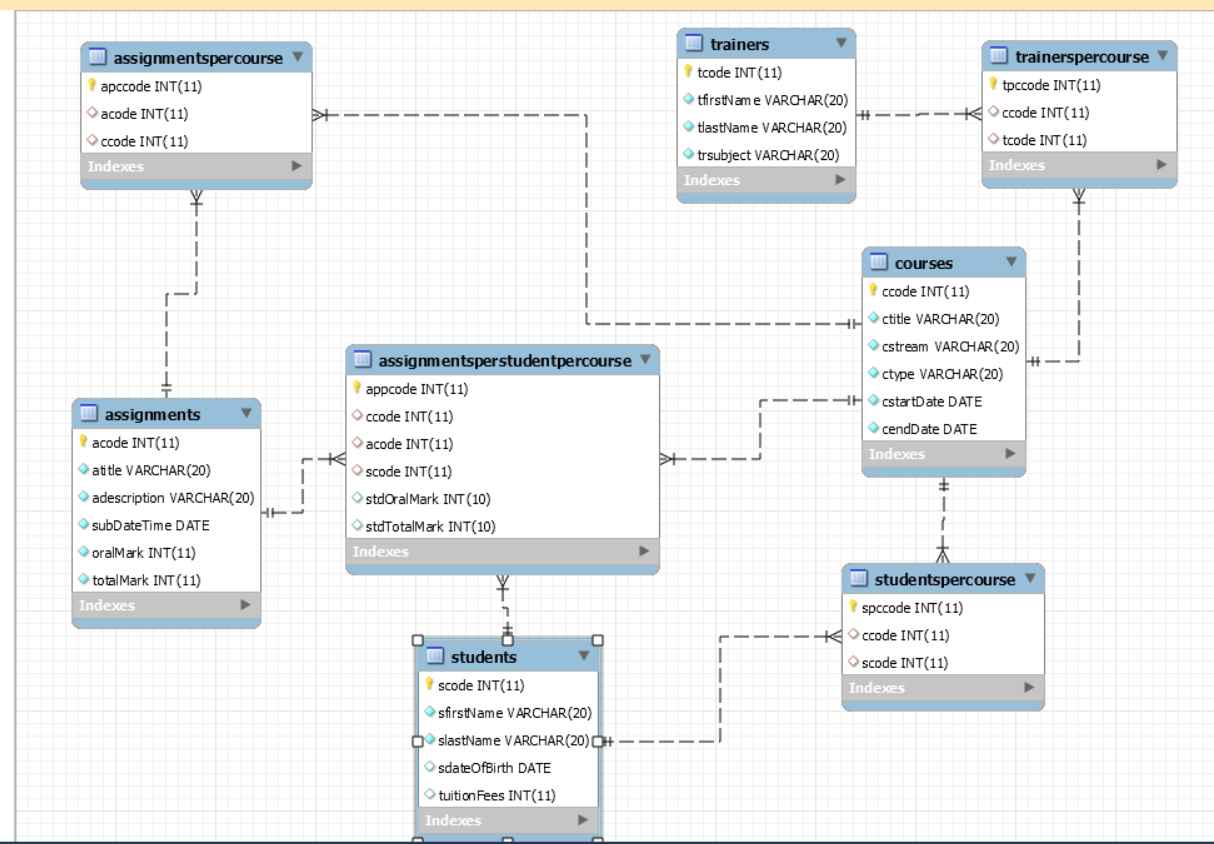 assignmentspercourse
apccode INT(11)
acode INT(11)
ccode INT(11)
Indexes
trainers
tcode INT(11)
tfirstName VARCHAR(20)
tlastName VARCHAR(20)
trsubject VARCHAR(20)
Indexes
trainerspercourse
tpccode INT(11)
ccode INT(11)
tcode INT(11)
Indexes
courses
ccode INT(11)
ctitle VARCHAR(20)
cstream VARCHAR(20)
ctype VARCHAR(20)
cstartDate DATE
cendDate DATE
Indexes
assignmentsperstudentpercourse
appcode INT(11)
ccode INT(11)
acode INT(11)
scode INT(11)
stdOralMark INT(10)
stdTotalMark INT(10)
Indexes
assignments
acode INT(11)
atitle VARCHAR(20)
adescription VARCHAR(20)
subDateTime DATE
oralMark INT(11)
totalMark INT(11)
Indexes
studentspercourse
spccode INT(11)
ccode INT(11)
scode INT(11)
Indexes
students
scode INT(11)
sfirstName VARCHAR(20)
slastName VARCHAR(20)
sdateOfBirth DATE
tuitionFees INT(11)
Indexes